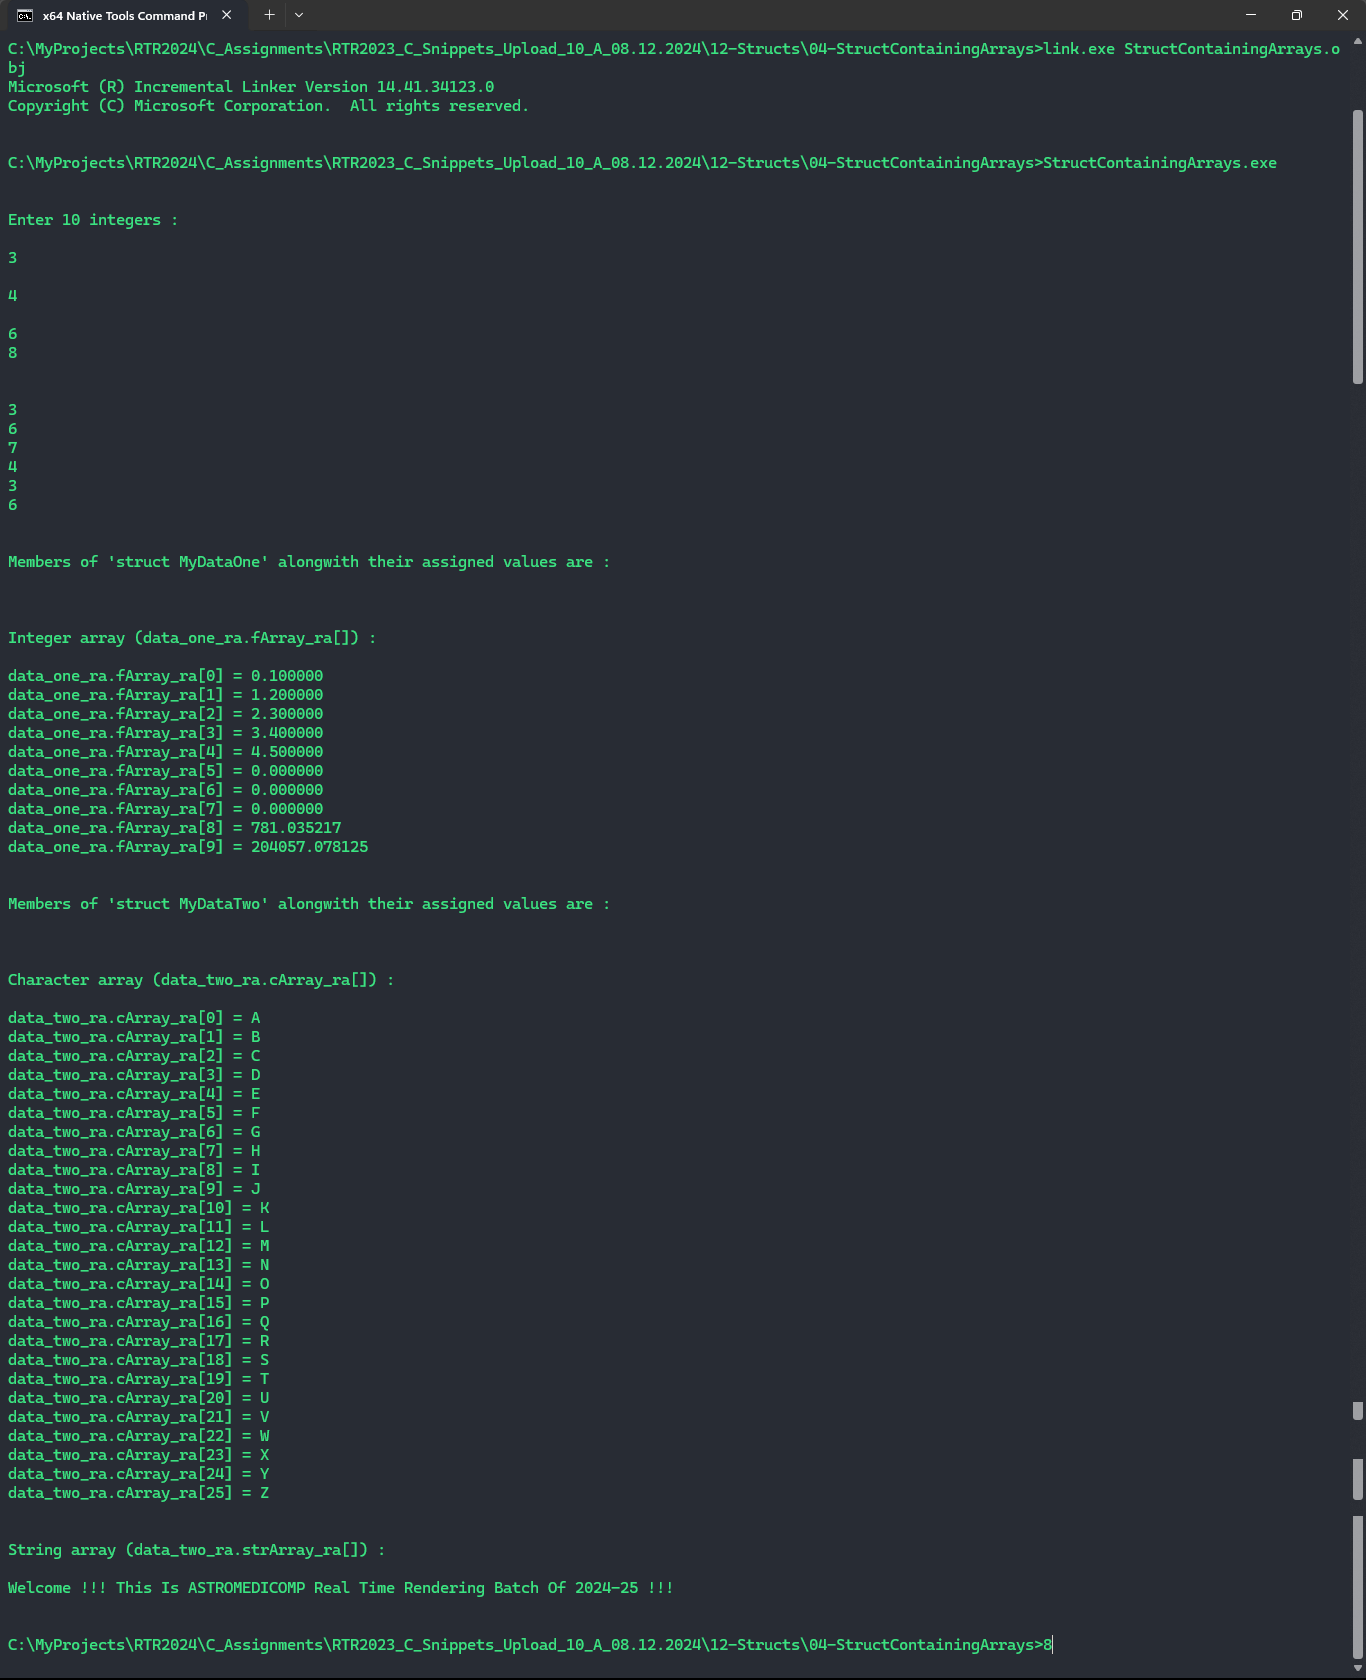 x64 Native Tools Command Pr
C:\MyProjects\RTR2024\C_Assignments\RTR2023_C_Snippets_Upload_10_A_08.12.2024\12-Structs\04-StructContainingArrays>link.exe StructContainingArrays.o
bj
Microsoft (R) Incremental Linker Version 14.41.34123.0
Copyright (C) Microsoft Corporation.  All rights reserved.
C:\MyProjects\RTR2024\C_Assignments\RTR2023_C_Snippets_Upload_10_A_08.12.2024\12-Structs\04-StructContainingArrays>StructContainingArrays.exe
Enter 10 integers :
3
4
6
8
3
6
7
4
3
6
Members of 'struct MyDataOne' alongwith their assigned values are :
Integer array (data_one_ra.fArray_ra[]) :
data_one_ra.fArray_ra[0] = 0.100000
data_one_ra.fArray_ra[1] = 1.200000
data_one_ra.fArray_ra[2] = 2.300000
data_one_ra.fArray_ra[3] = 3.400000
data_one_ra.fArray_ra[4] = 4.500000
data_one_ra.fArray_ra[5] = 0.000000
data_one_ra.fArray_ra[6] = 0.000000
data_one_ra.fArray_ra[7] = 0.000000
data_one_ra.fArray_ra[8] = 781.035217
data_one_ra.fArray_ra[9] = 204057.078125
Members of 'struct MyDataTwo' alongwith their assigned values are :
Character array (data_two_ra.cArray_ra[]) :
data_two_ra.cArray_ra[0] = A
data_two_ra.cArray_ra[1] = B
data_two_ra.cArray_ra[2] = C
data_two_ra.cArray_ra[3] = D
data_two_ra.cArray_ra[4] = E
data_two_ra.cArray_ra[5] = F
data_two_ra.cArray_ra[6] = G
data_two_ra.cArray_ra[7] = H
data_two_ra.cArray_ra[8] = I
data_two_ra.cArray_ra[9] = J
data_two_ra.cArray_ra[10] = K
data_two_ra.cArray_ra[11] = L
data_two_ra.cArray_ra[12] = M
data_two_ra.cArray_ra[13] = N
data_two_ra.cArray_ra[14] = O
data_two_ra.cArray_ra[15] = P
data_two_ra.cArray_ra[16] = Q
data_two_ra.cArray_ra[17] = R
data_two_ra.cArray_ra[18] = S
data_two_ra.cArray_ra[19] = T
data_two_ra.cArray_ra[20] = U
data_two_ra.cArray_ra[21] = V
data_two_ra.cArray_ra[22] = W
data_two_ra.cArray_ra[23] = X
data_two_ra.cArray_ra[24] = Y
data_two_ra.cArray_ra[25] = Z
String array (data_two_ra.strArray_ra[]) :
Welcome !!! This Is ASTROMEDICOMP Real Time Rendering Batch Of 2024-25 !!!
C:\MyProjects\RTR2024\C_Assignments\RTR2023_C_Snippets_Upload_10_A_08.12.2024\12-Structs\04-StructContainingArrays>8